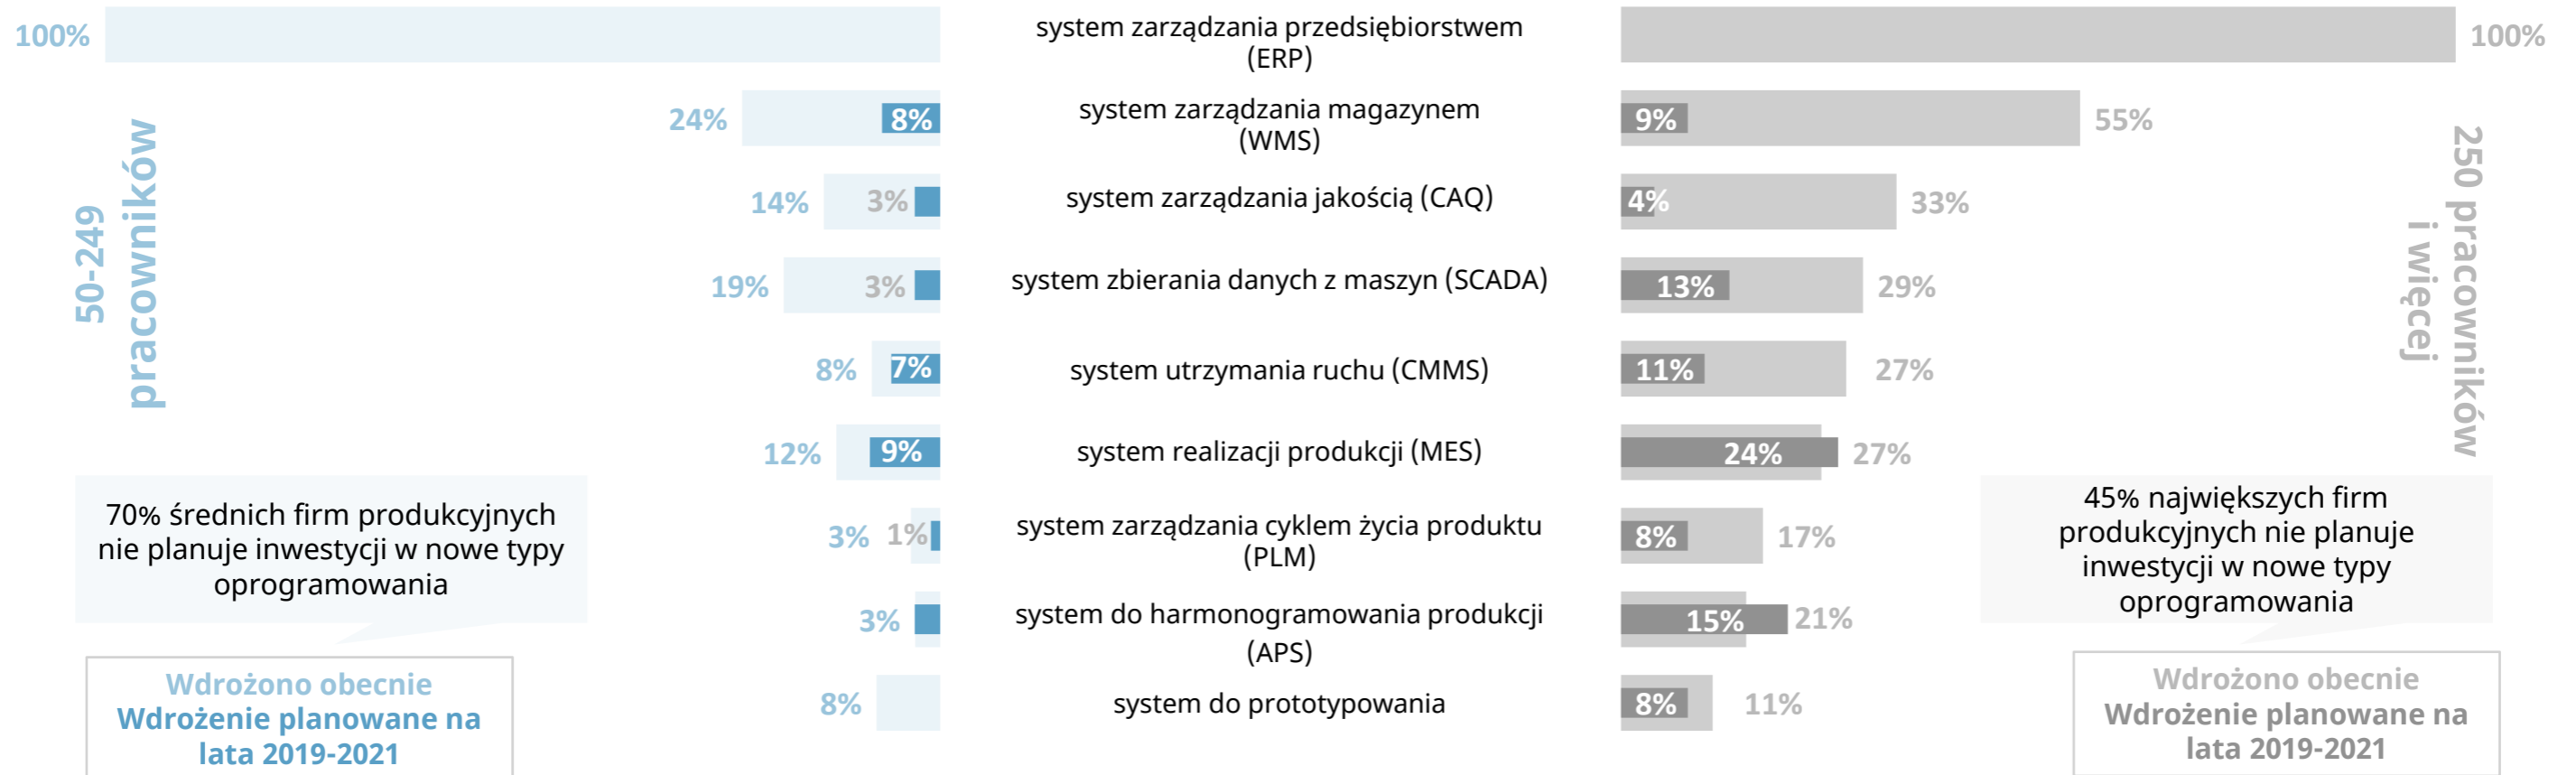 100%
system zarządzania przedsiębiorstwem
(ERP)
100%
24%
8%
system zarządzania magazynem
(WMS)
9%
55%
14%
3%
system zarządzania jakością (CAQ)
4%
33%
19%
3%
system zbierania danych z maszyn (SCADA)
13%
29%
8%
7%
system utrzymania ruchu (CMMS)
11%
27%
12%
9%
system realizacji produkcji (MES)
24%
27%
3%
1%
system zarządzania cyklem życia produktu
(PLM)
8%
17%
3%
system do harmonogramowania produkcji
(APS)
15%
21%
8%
system do prototypowania
8%
11%
50-249
pracowników
250 pracowników
i więcej
70% średnich firm produkcyjnych
nie planuje inwestycji w nowe typy
oprogramowania
45% największych firm
produkcyjnych nie planuje
inwestycji w nowe typy
oprogramowania
Wdrożono obecnie
Wdrożenie planowane na
lata 2019-2021
Wdrożono obecnie
Wdrożenie planowane na
lata 2019-2021